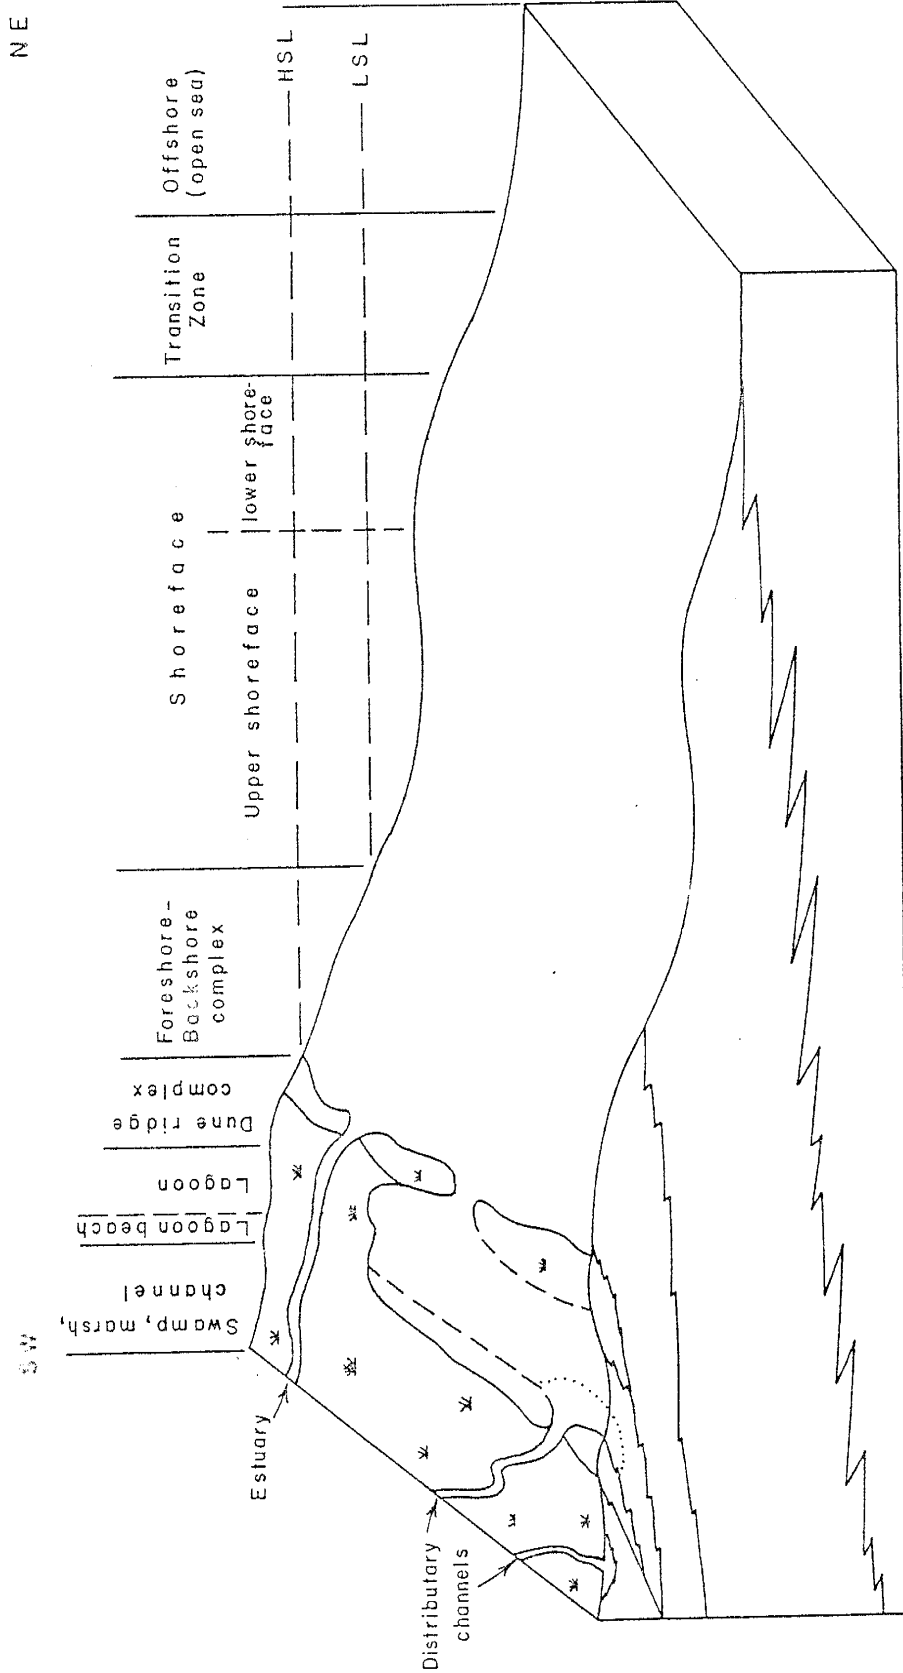 SW
NE
Swamp, marsh,
channel
Lagoon beach
Lagoon
Dune ridge
complex
Foreshore-
Backshore
complex
Shoreface
Upper shoreface
lower shore-
face
Transition
Zone
Offshore
(open sea)
HSL
LSL
Estuary
Distributary
channels